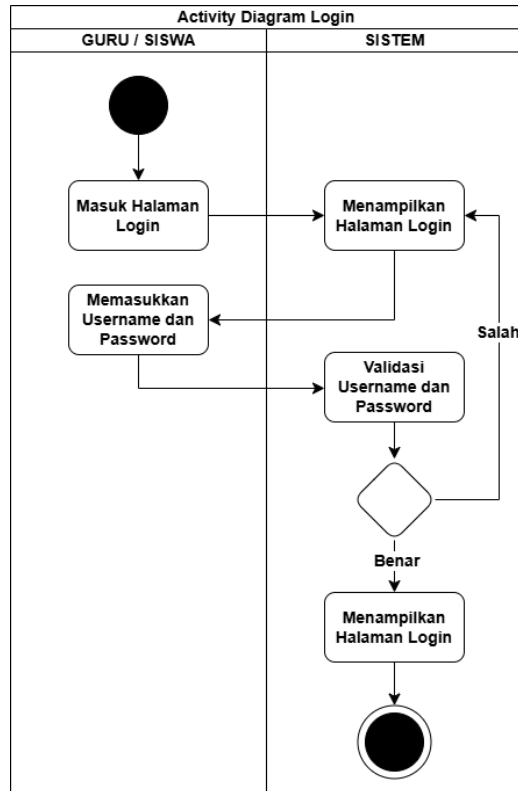 Activity Diagram Login
GURU / SISWA
SISTEM
Masuk Halaman
Login
Menampilkan
Halaman Login
Memasukkan
Username dan
Password
Salah
Validasi
Username dan
Password
Benar
Menampilkan
Halaman Login